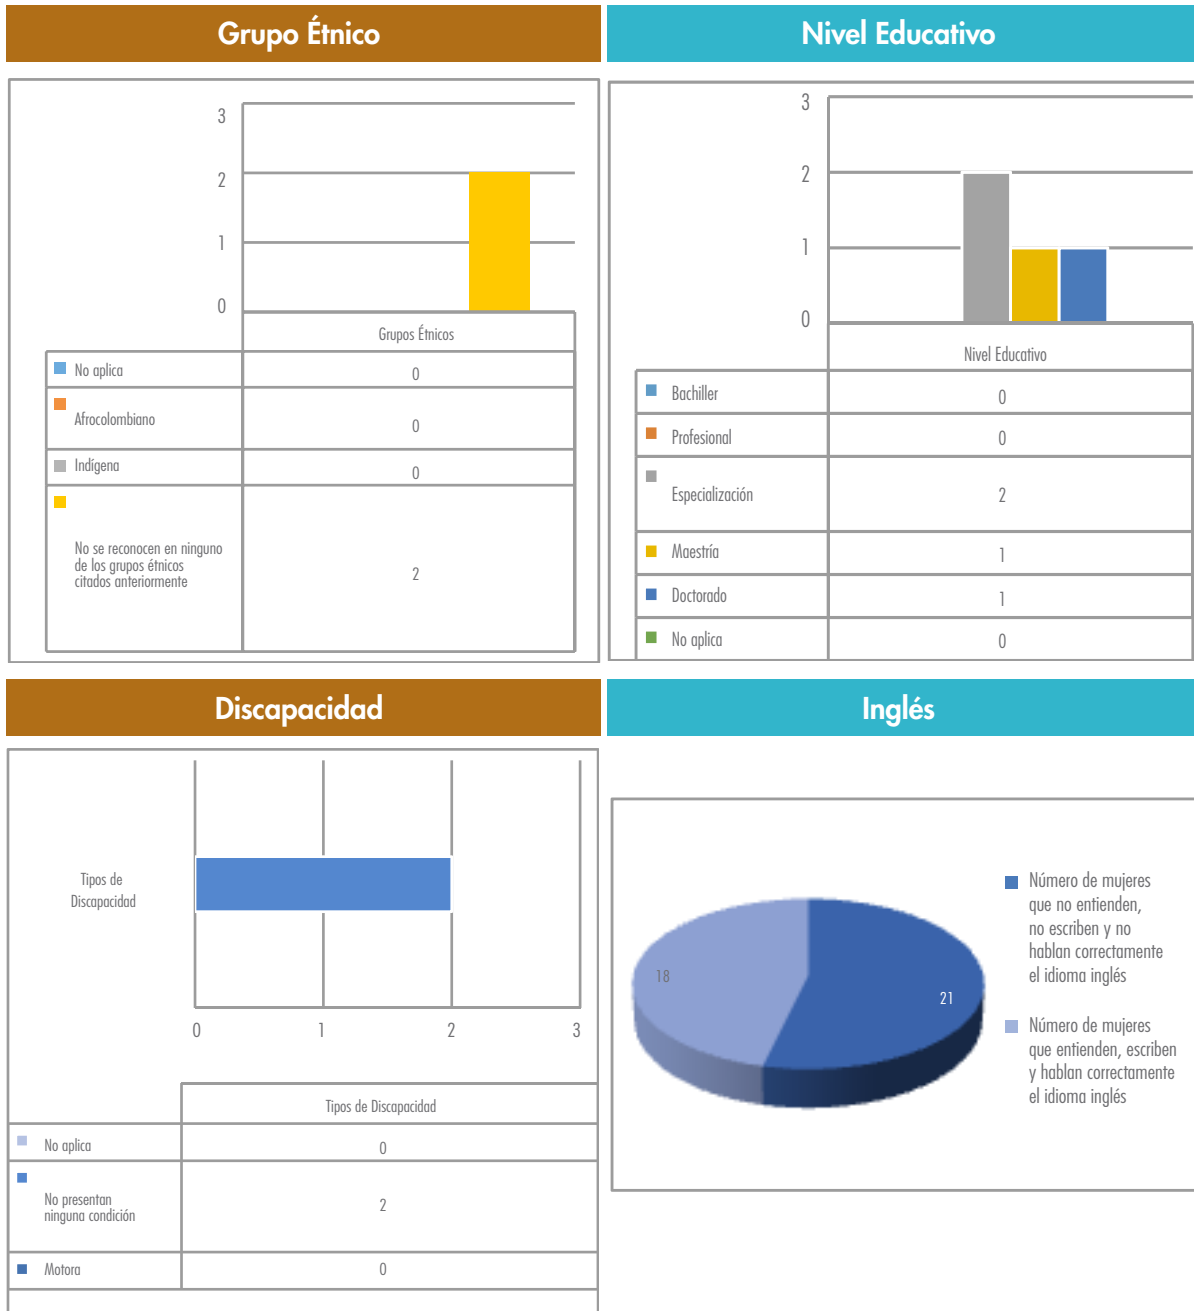 Grupo Étnico
3
2
1
0
Grupos Étnicos
No aplica 0
Afrocolombiano 0
Indígena 0
No se reconocen en ninguno
de los grupos étnicos
citados anteriormente
2
Nivel Educativo
3
2
1
0
Nivel Educativo
Bachiller 0
Profesional 0
Especialización 2
Maestría 1
Doctorado 1
No aplica 0
Discapacidad
Tipos de
Discapacidad
0 1 2 3
Tipos de Discapacidad
No aplica 0
No presentan
ninguna condición
2
Motora 0
Inglés
18
21
Número de mujeres
que no entienden,
no escriben y no
hablan correctamente
el idioma inglés
Número de mujeres
que entienden, escriben
y hablan correctamente
el idioma inglés